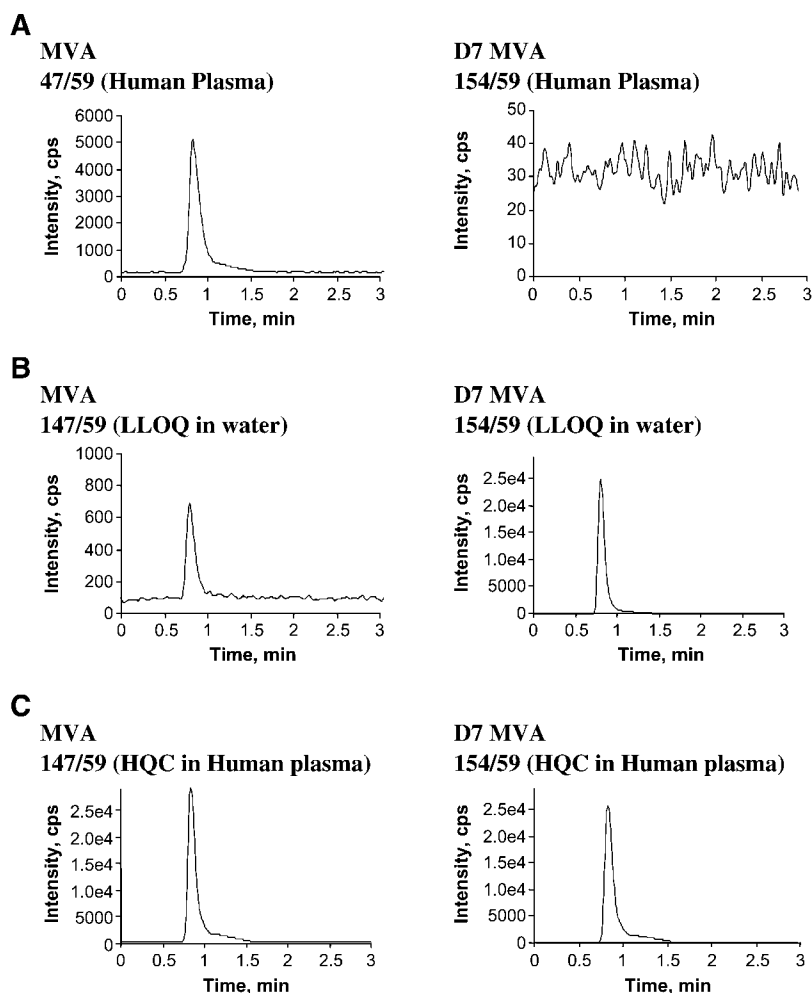 A
MVA
47/59 (Human Plasma)
Intensity, cps
6000
5000
4000
3000
2000
1000
0
0 0.5 1 1.5 2 2.5 3
Time, min
D7 MVA
154/59 (Human Plasma)
Intensity, cps
50
40
30
20
10
0
0 0.5 1 1.5 2 2.5 3
Time, min
B
MVA
147/59 (LLOQ in water)
Intensity, cps
1000
800
600
400
200
0
0 0.5 1 1.5 2 2.5 3
Time, min
D7 MVA
154/59 (LLOQ in water)
Intensity, cps
2.5e4
2.0e4
1.5e4
1.0e4
5000
0
0 0.5 1 1.5 2 2.5 3
Time, min
C
MVA
147/59 (HQC in Human plasma)
Intensity, cps
2.5e4
2.0e4
1.5e4
1.0e4
5000
0
0 0.5 1 1.5 2 2.5 3
Time, min
D7 MVA
154/59 (HQC in Human plasma)
Intensity, cps
2.5e4
2.0e4
1.5e4
1.0e4
5000
0
0 0.5 1 1.5 2 2.5 3
Time, min